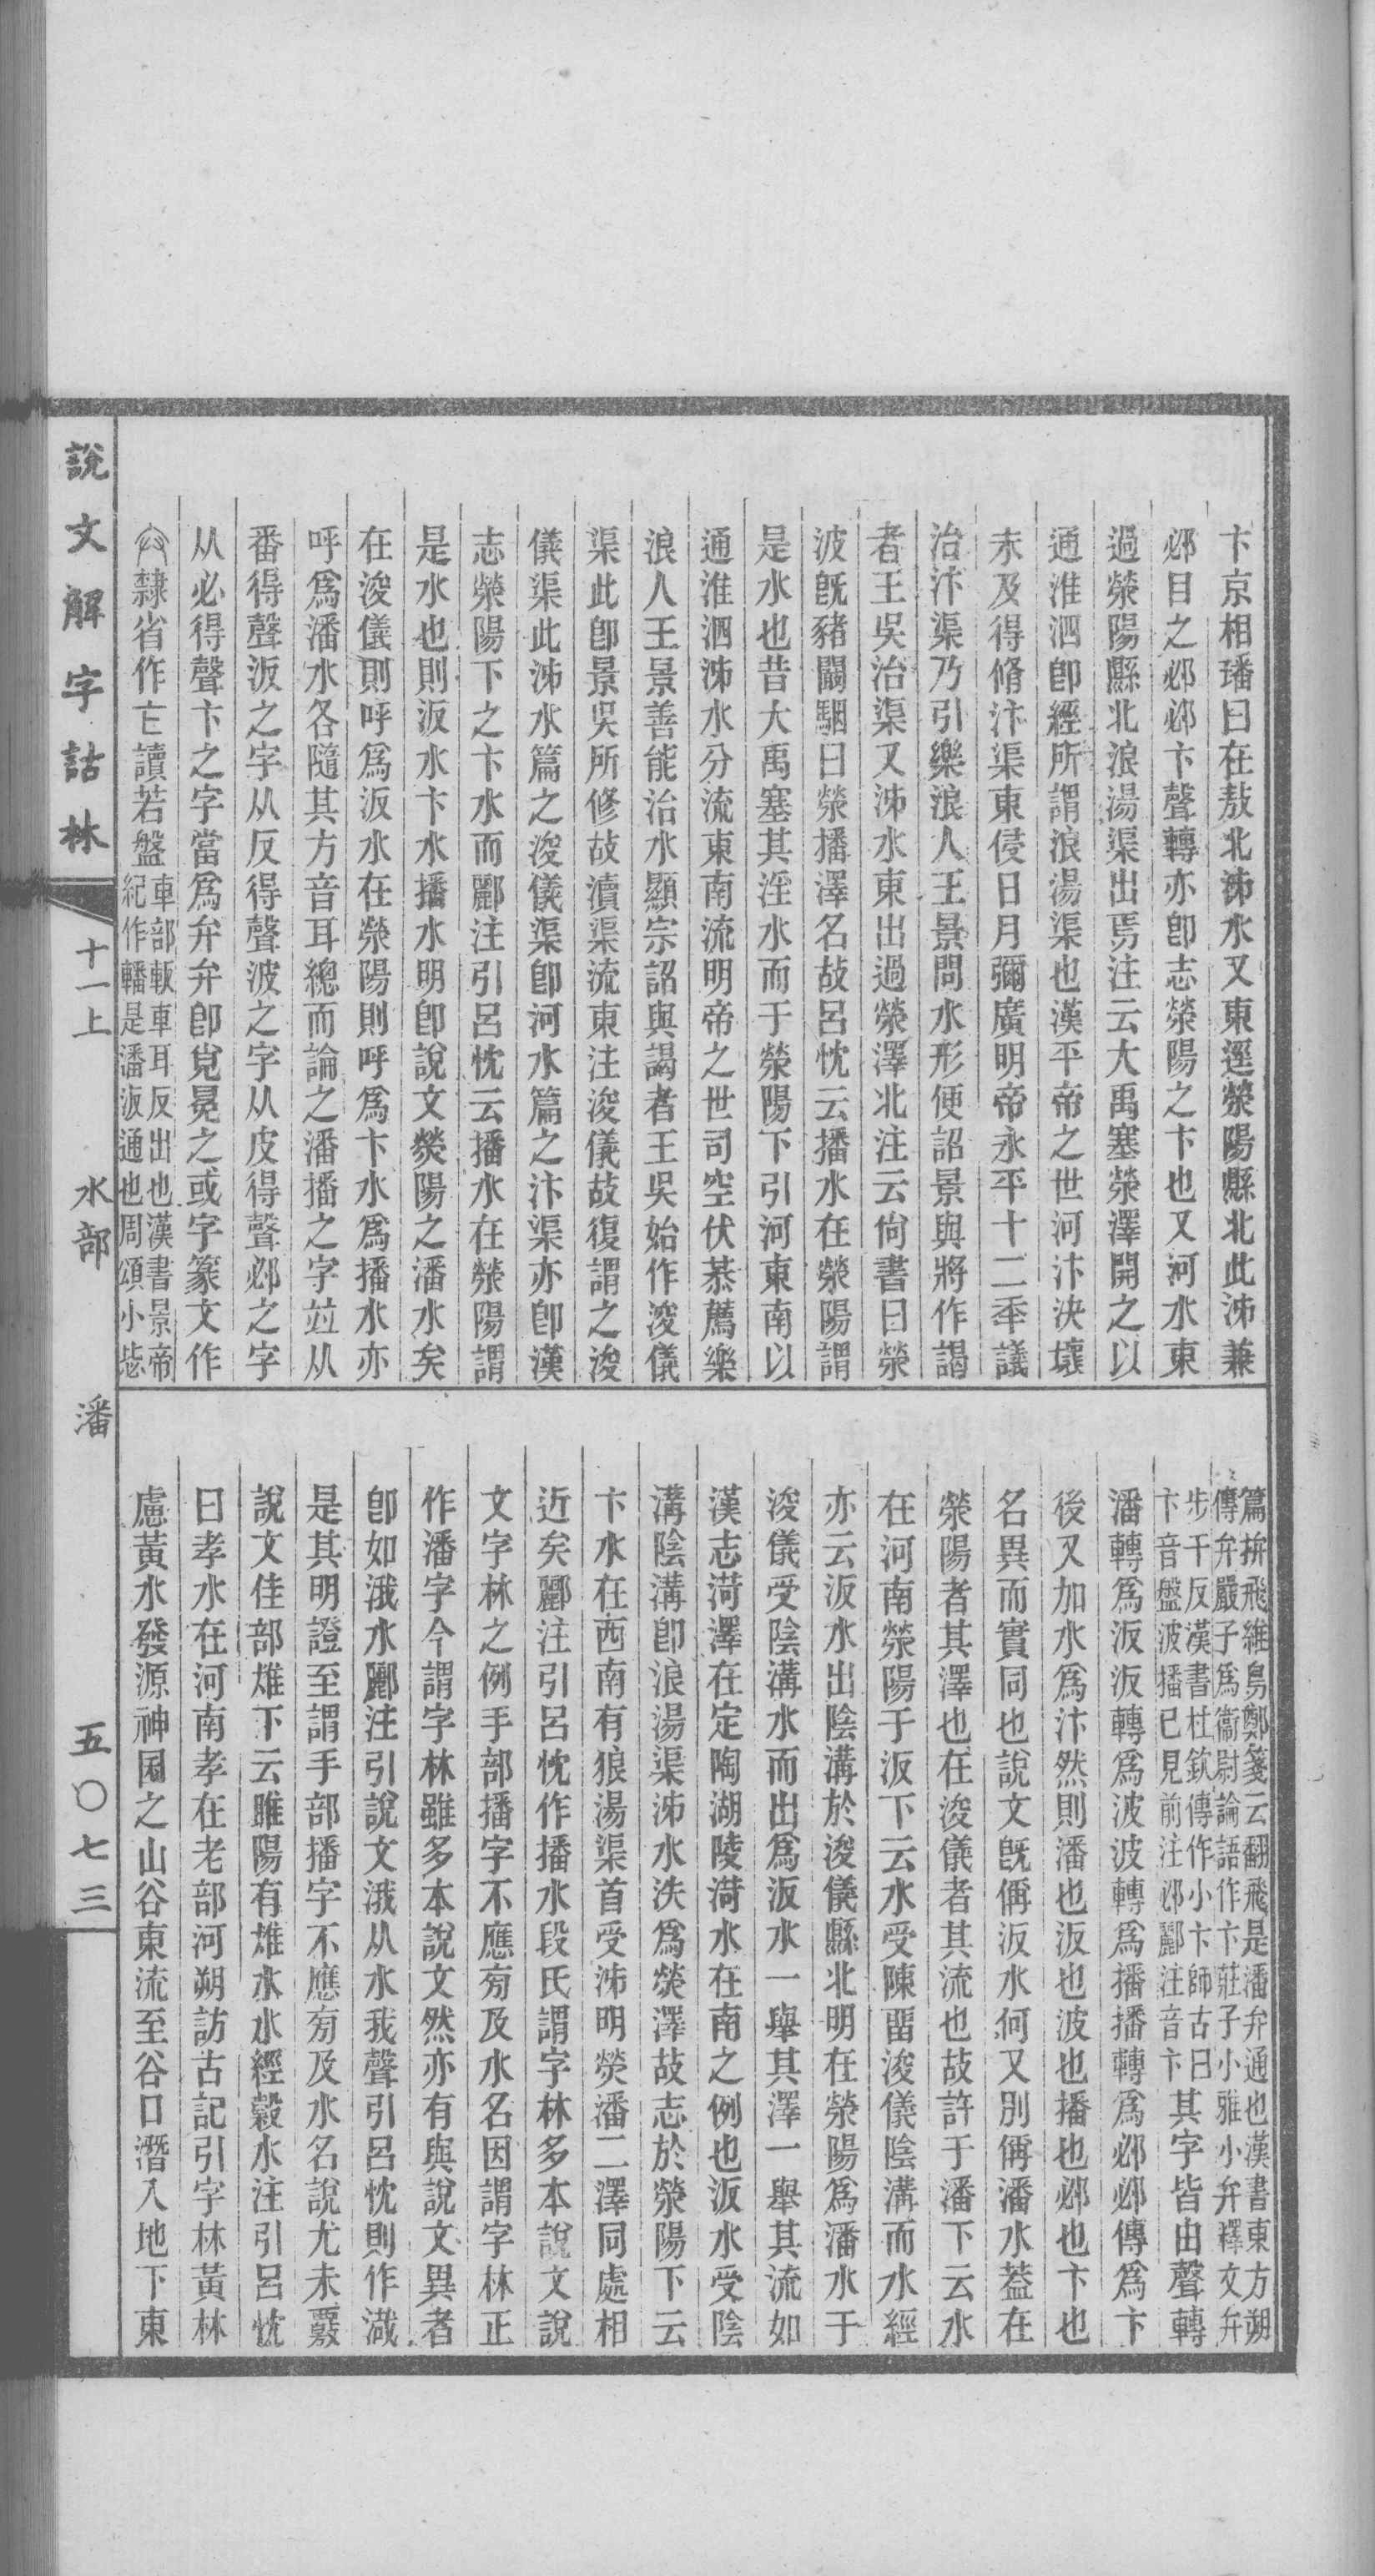 卞京相璠曰在敖北泲水又東逕滎陽縣北此泲兼
邲目之邲邲卞聲轉亦卽志滎陽之卞也又河水東
過滎陽縣北浪湯渠出焉注云大禹塞滎澤開之以
通淮泗卽經所謂浪湯渠也漢平帝之世河汴決壞
未及得脩汴渠東侵日月彌廣明帝永平十二秊議
治汴渠乃引樂浪人王景問水形便詔景與將作謁
者王吳治渠又泲水東出過滎澤北注云尙書曰滎
波旣豬闞駰曰滎播澤名故呂忱云播水在滎陽謂
是水也昔大禹塞其淫水而于滎陽下引河東南以
通淮泗泲水分流東南流明帝之世司空伏恭薦樂
浪人王景善能治水顯宗詔與謁者王吳始作浚儀
渠此卽景吳所修故瀆渠流東注浚儀故復謂之浚
儀渠此泲水篇之浚儀渠卽河水篇之汴渠亦卽漢
志滎陽下之卞水而酈注引呂忱云播水在滎陽謂
是水也則汳水卞水播水明卽說文滎陽之潘水矣
在浚儀則呼爲汳水在滎陽則呼爲卞水爲播水亦
呼爲潘水各隨其方音耳總而論之潘播之字竝从
番得聲汳之字从反得聲波之字从皮得聲邲之字
从必得聲卞之字當爲弁弁卽皃冕之或字篆文作
隸省作亡讀若盤車部軓車耳反出也漢書景帝
紀作轓是潘汳通也周頌小毖
篇拚飛維鳥鄭箋云翻飛是潘弁通也漢書東方朔
傳弁嚴子爲衞尉論語作卞莊子小雅小弁釋文弁
步干反漢書杜欽傳作小卞師古曰
卞音盤波播已見前注邲酈注音卞其字皆由聲轉
潘轉爲汳汳轉爲波波轉爲播播轉爲邲邲傳爲卞
後又加水爲汴然則潘也汳也波也播也邲也卞也
名異而實同也說文旣偁汳水何又別偁潘水葢在
滎陽者其澤也在浚儀者其流也故許于潘下云水
在河南滎陽于汳下云水受陳畱浚儀陰溝而水經
亦云汳水出陰溝於浚儀縣北明在滎陽爲潘水于
浚儀受陰溝水而出爲汳水一舉其澤一舉其流如
漢志菏澤在定陶湖陵菏水在南之例也汳水受陰
溝陰溝卽浪湯渠泲水泆爲滎澤故志於滎陽下云
卞水在西南有狼湯渠首受泲明滎潘二澤同處相
近矣酈注引呂忱作播水段氏謂字林多本說文說
文字林之例手部播字不應㫄及水名因謂字林正
作潘字今謂字林雖多本說文然亦有與說文異者
卽如涐水酈注引說文涐从水我聲引呂忱則作渽
是其明證至謂手部播字不應㫄及水名說尤未覈
說文隹部雎下云雎陽有雎水水經穀水注引呂忱
曰孝水在河南孝在老部河朔訪古記引字林黃林
慮黃水發源神囷之山谷東流至谷口潛入地下東
說文解字詁林 十一上 水部 潘 五〇七三